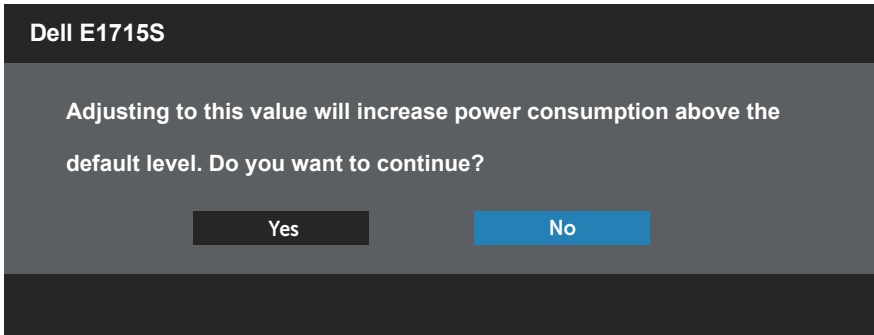 Dell E1715S
Adjusting to this value will increase power consumption above the
default level. Do you want to continue?
Yes No